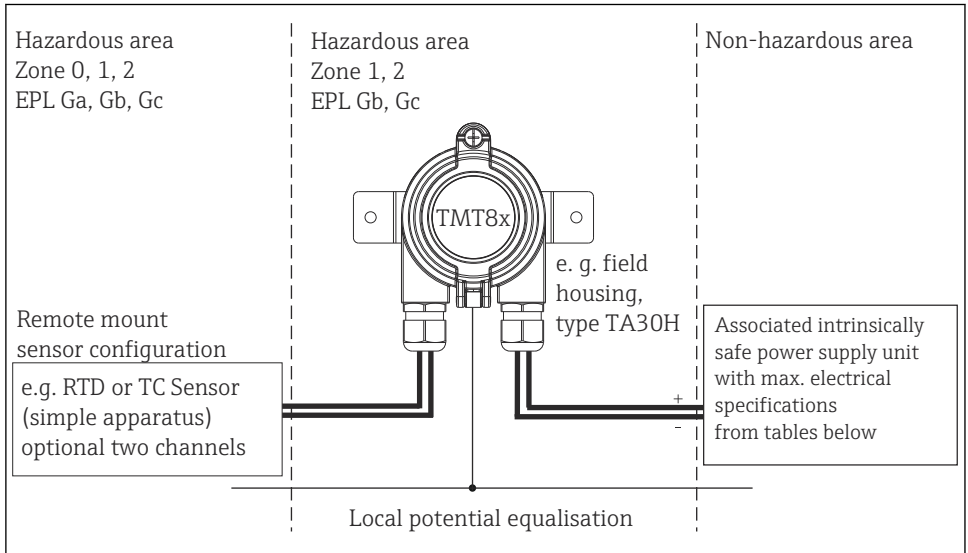 Hazardous area
Zone 0, 1, 2
EPL Ga, Gb, Gc
Hazardous area
Zone 1, 2
EPL Gb, Gc
Non-hazardous area
TMT8x
e. g. field
housing,
type TA30H
Remote mount
sensor configuration
e.g. RTD or TC Sensor
(simple apparatus)
optional two channels
+
-
Associated intrinsically
safe power supply unit
with max. electrical
specifications
from tables below
Local potential equalisation